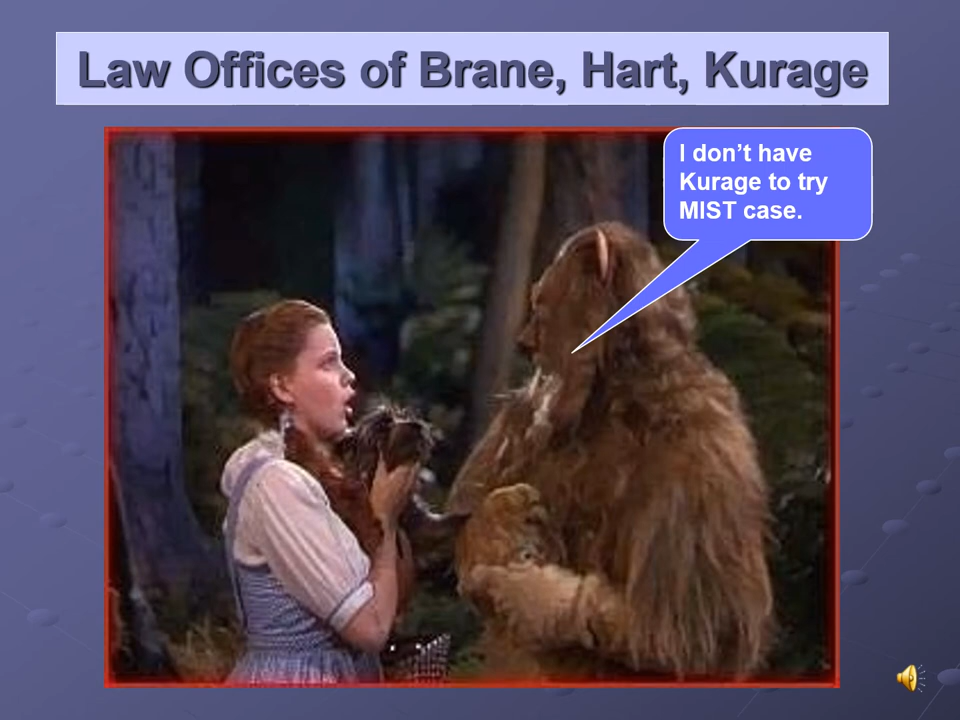 Law Offices of Brane, Hart, Kurage
I don’t have
Kurage to try
MIST case.